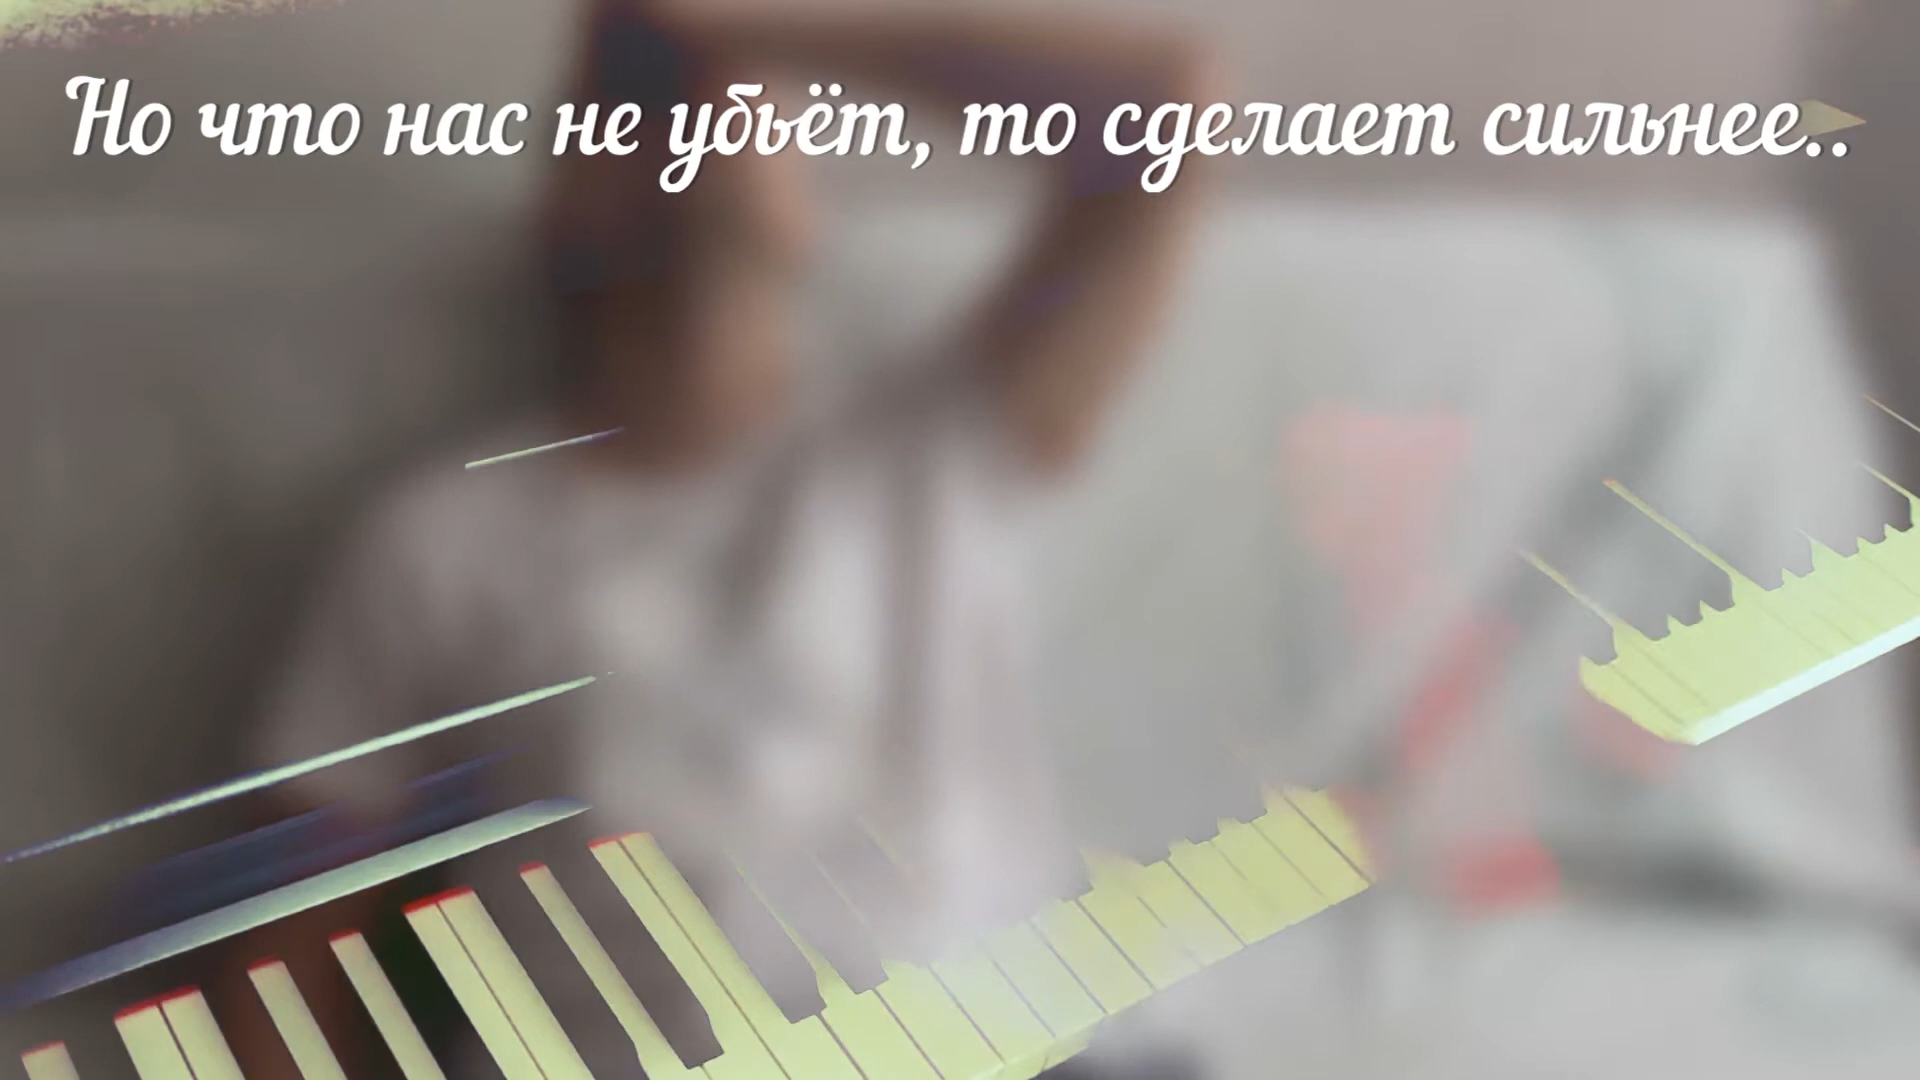 Но что нас не убьёт, то сделает сильнее..